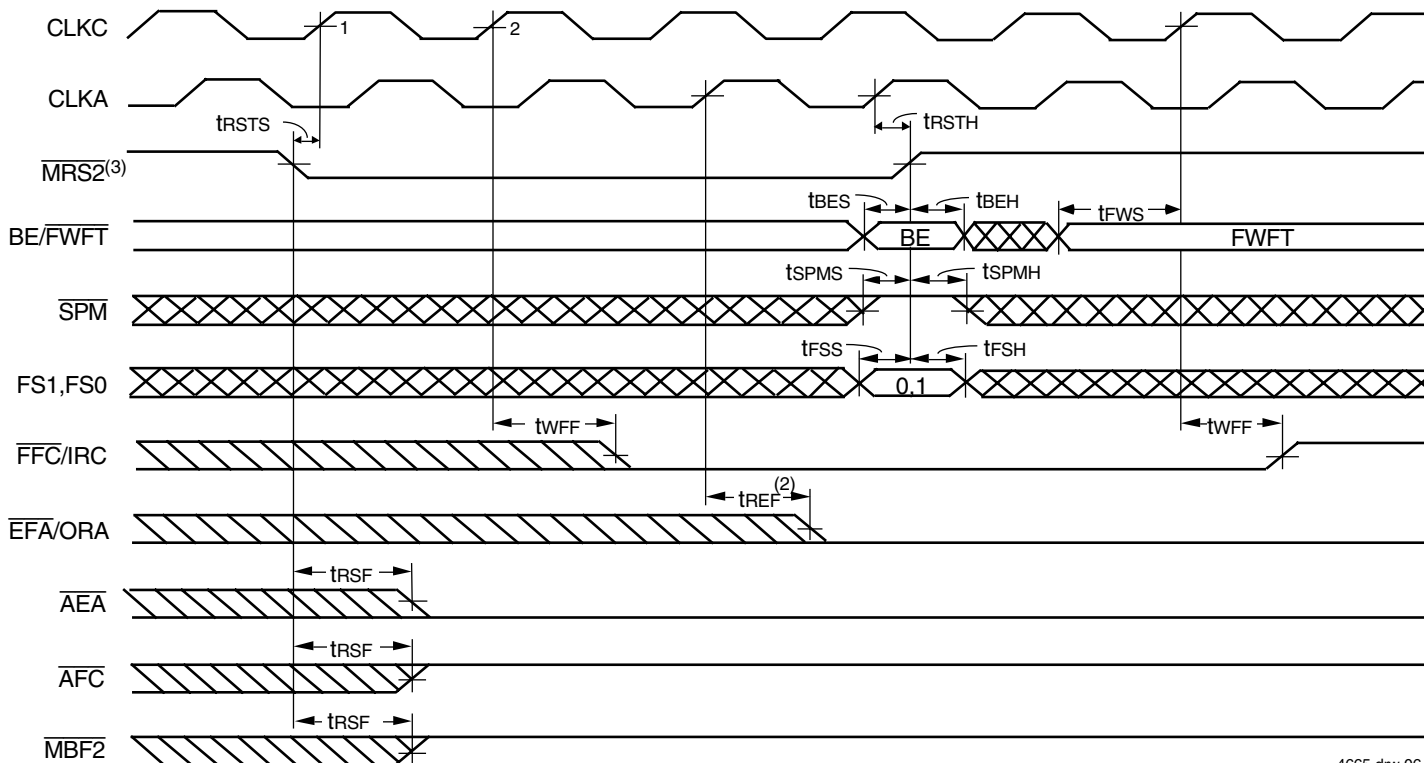 CLKC
1
2
CLKA
tRSTS
tRSTH
MRS2(3)
tBES
tBEH
tFWS
BE/FWFT
BE
FWFT
tSPMS
tSPMH
SPM
tFSS
tFSH
FS1,FS0
0,1
tWFF
tWFF
FFC/IRC
tREF(2)
EFA/ORA
tRSF
AEA
tRSF
AFC
tRSF
MBF2